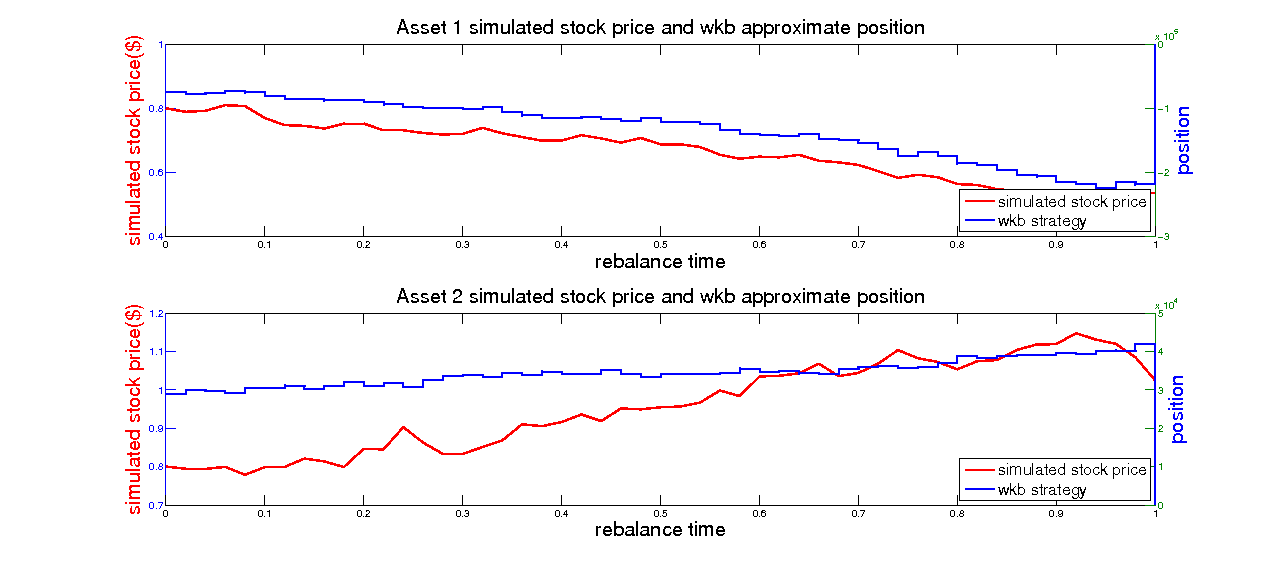 Asset 1 simulated stock price and wkb approximate position
x 10^5
simulated stock price($)
1
0.8
0.6
0.4
0
-1
-2
-3
position
simulated stock price
wkb strategy
0 0.1 0.2 0.3 0.4 0.5 0.6 0.7 0.8 0.9 1
rebalance time
Asset 2 simulated stock price and wkb approximate position
x 10^4
simulated stock price($)
1.2
1.1
1
0.9
0.8
0.7
5
4
3
2
1
0
position
simulated stock price
wkb strategy
0 0.1 0.2 0.3 0.4 0.5 0.6 0.7 0.8 0.9 1
rebalance time